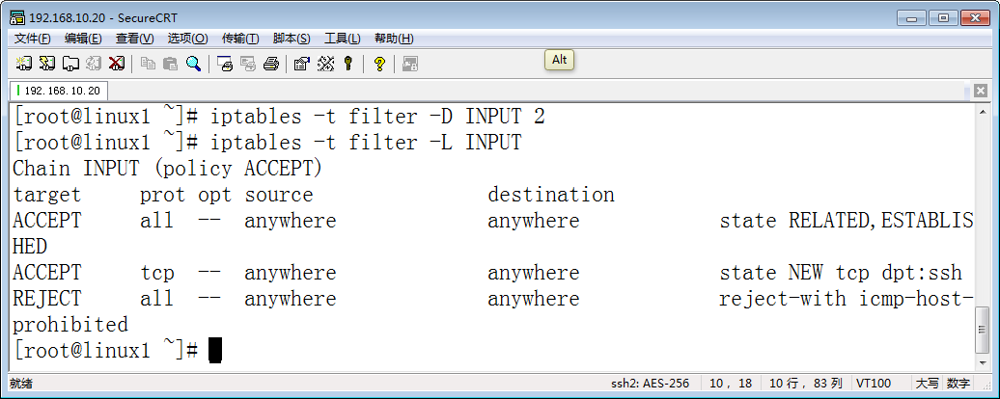 192.168.10.20 - SecureCRT
文件(F) 编辑(E) 查看(V) 选项(O) 传输(T) 脚本(S) 工具(L) 帮助(H)
Alt
192.168.10.20
[root@linux1 ~]# iptables -t filter -D INPUT 2
[root@linux1 ~]# iptables -t filter -L INPUT
Chain INPUT (policy ACCEPT)
target prot opt source destination
ACCEPT all -- anywhere anywhere state RELATED,ESTABLIS
HED
ACCEPT tcp -- anywhere anywhere state NEW tcp dpt:ssh
REJECT all -- anywhere anywhere reject-with icmp-host-
prohibited
[root@linux1 ~]#
就绪 ssh2: AES-256 10, 18 10 行, 83 列 VT100 大写 数字